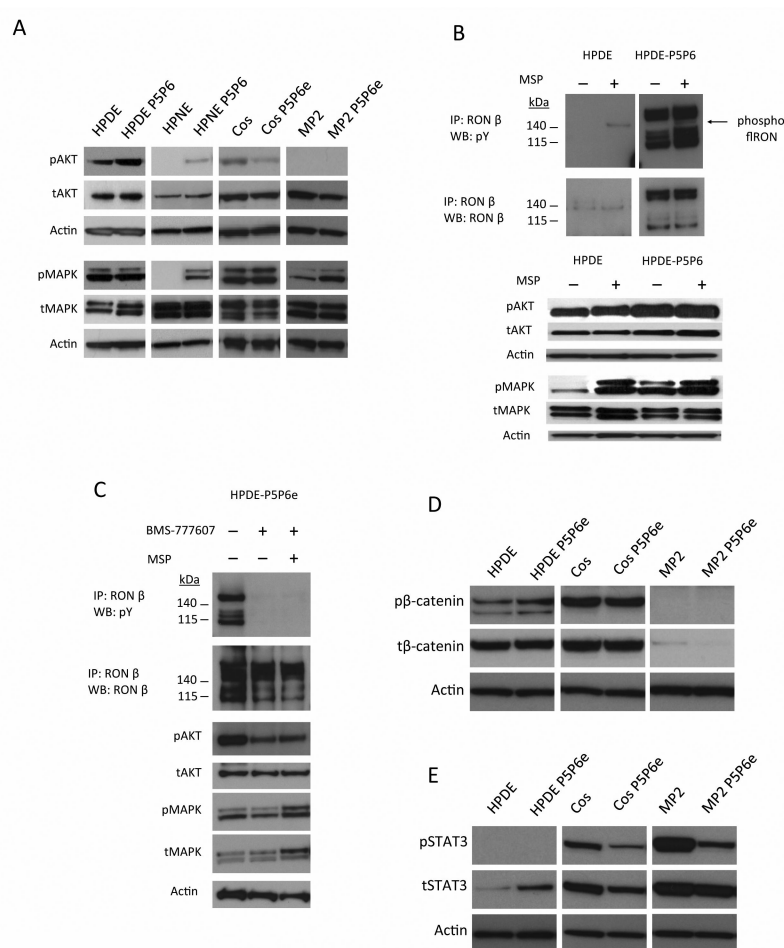 A
HPDE
HPDE P5P6
HPNE
HPNE P5P6
Cos
Cos P5P6e
MP2
MP2 P5P6e
pAKT
tAKT
Actin
pMAPK
tMAPK
Actin
B
HPDE HPDE-P5P6
MSP − + − +
kDa
IP: RON β
WB: pY
140
115
phospho
flRON
IP: RON β
WB: RON β
140
115
HPDE HPDE-P5P6
MSP − + − +
pAKT
tAKT
Actin
pMAPK
tMAPK
Actin
C
HPDE-P5P6e
BMS-777607 − + +
MSP − − +
kDa
IP: RON β
WB: pY
140
115
IP: RON β
WB: RON β
140
115
pAKT
tAKT
pMAPK
tMAPK
Actin
D
HPDE
HPDE P5P6e
Cos
Cos P5P6e
MP2
MP2 P5P6e
pβ-catenin
tβ-catenin
Actin
E
HPDE
HPDE P5P6e
Cos
Cos P5P6e
MP2
MP2 P5P6e
pSTAT3
tSTAT3
Actin